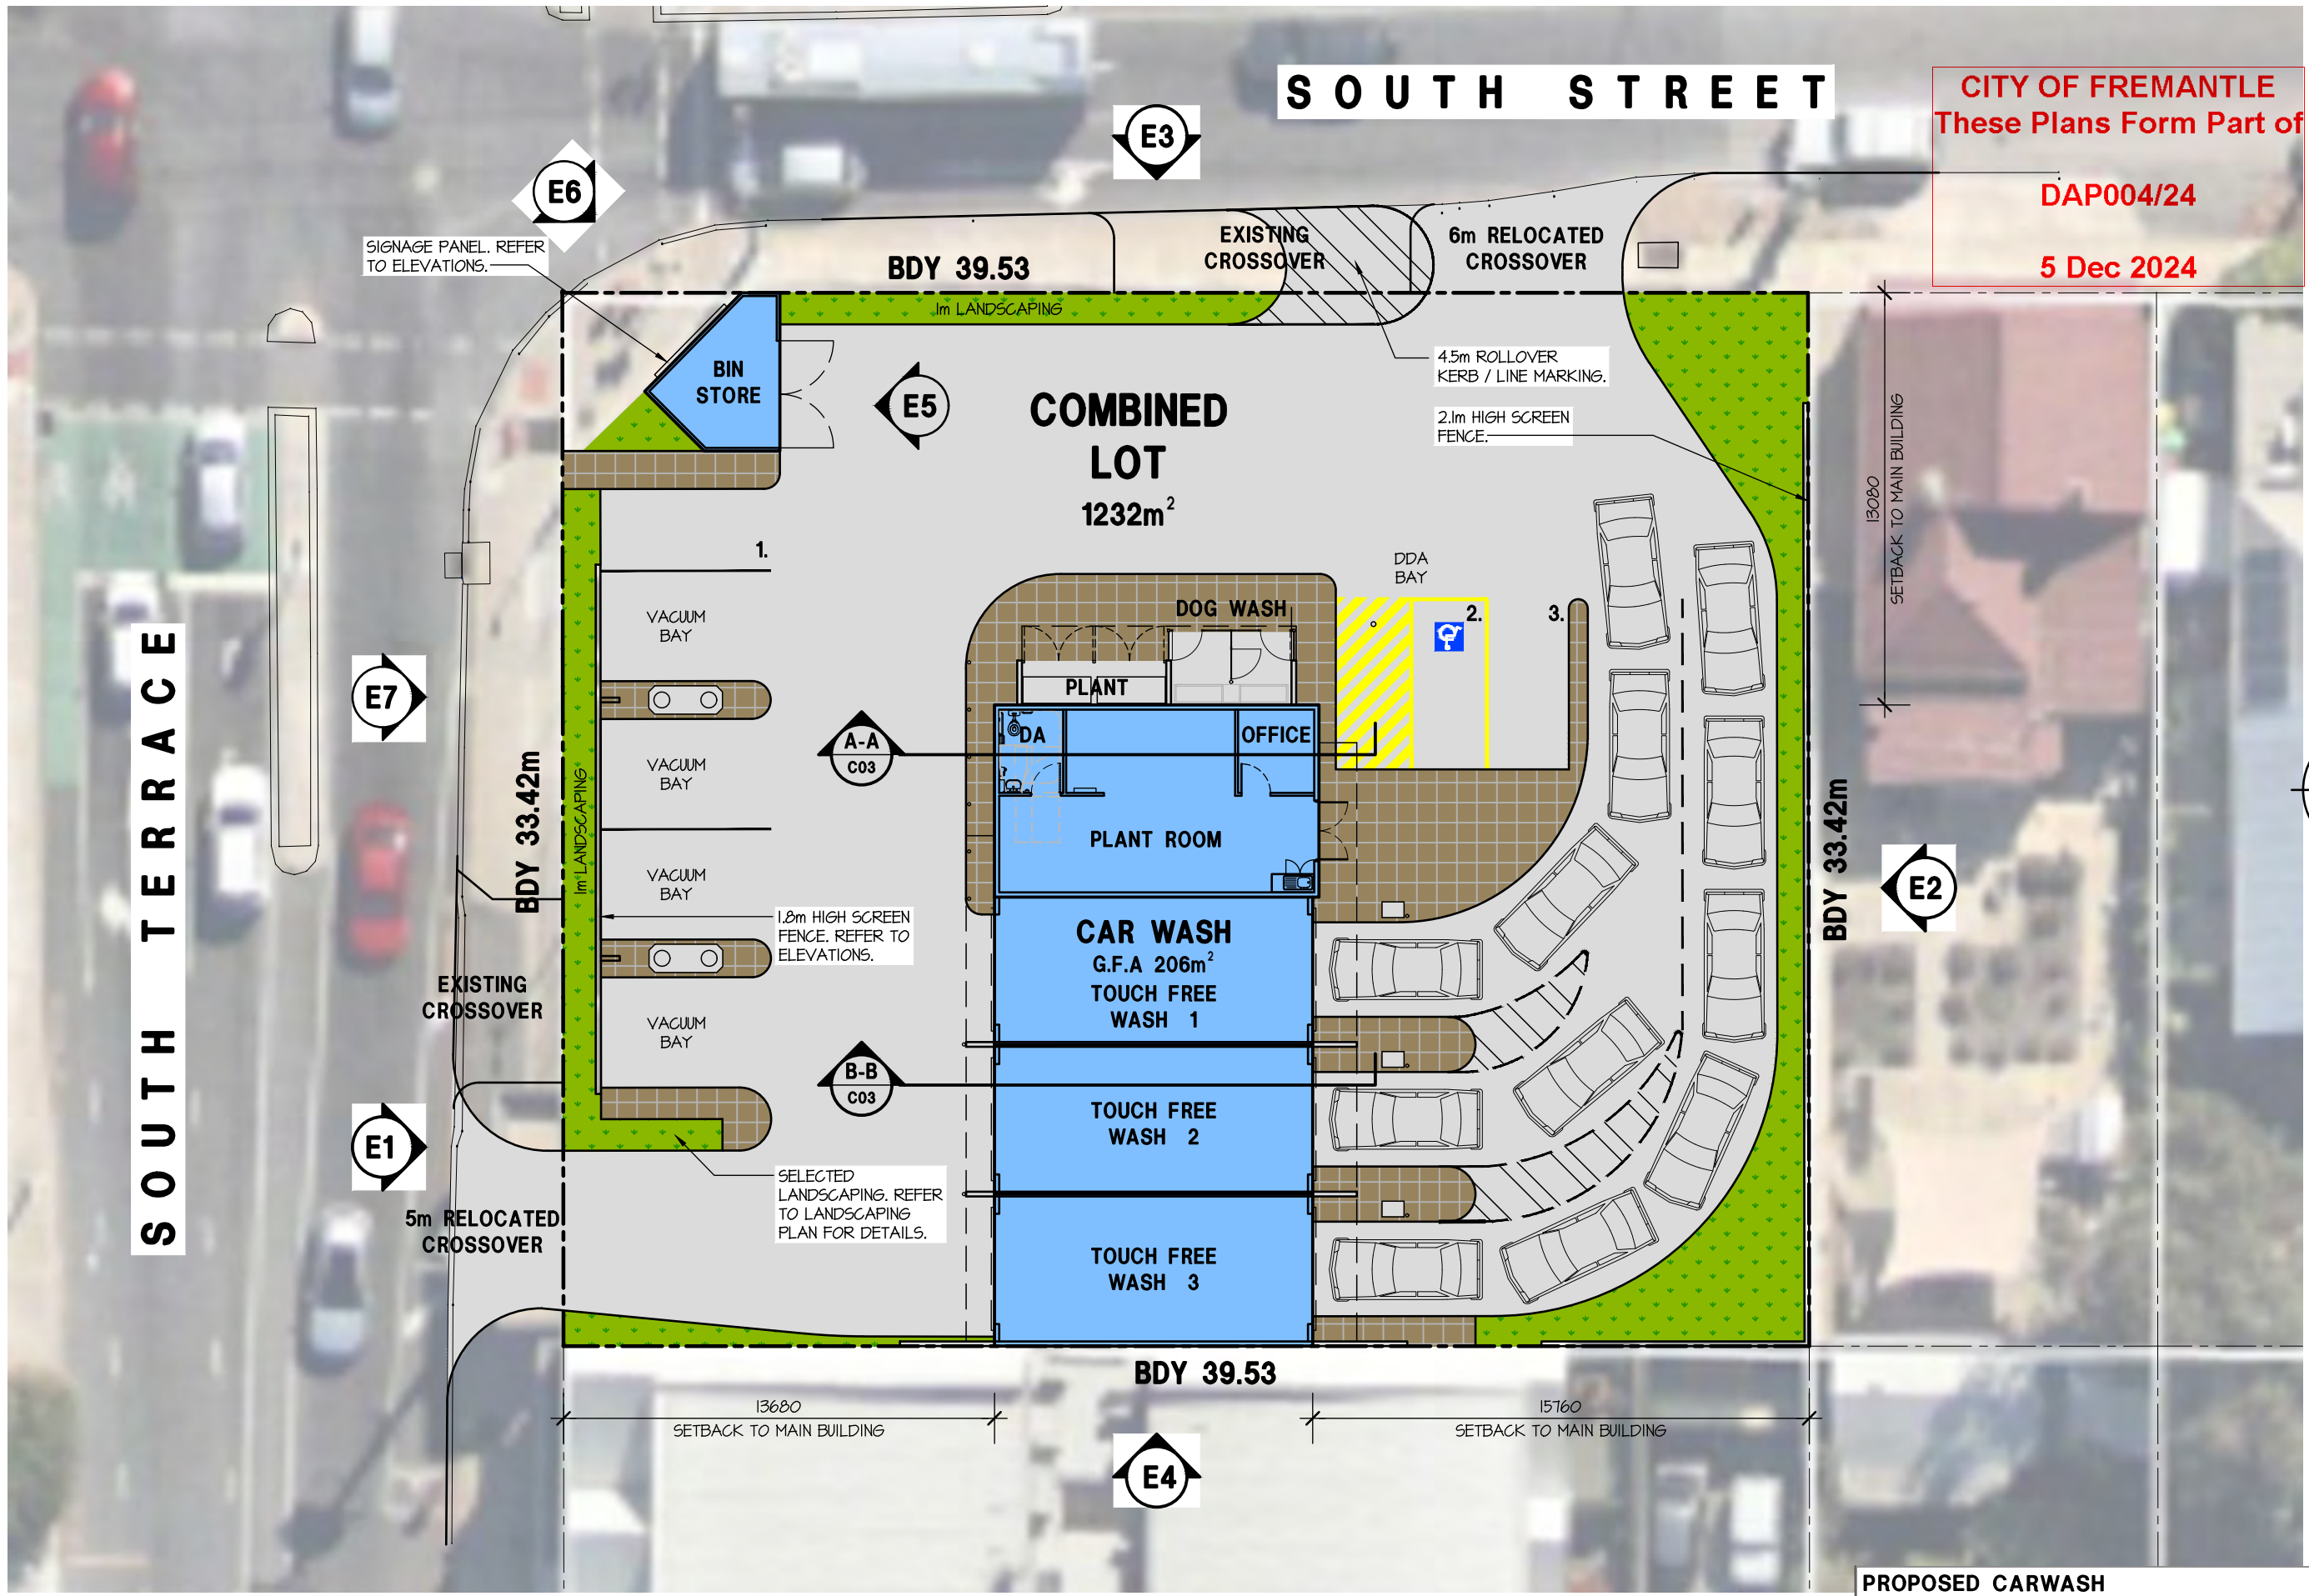 SOUTH STREET
CITY OF FREMANTLE
These Plans Form Part of
DAP004/24
5 Dec 2024
E3
E6
SIGNAGE PANEL. REFER
TO ELEVATIONS.
BDY 39.53
EXISTING
CROSSOVER
6m RELOCATED
CROSSOVER
1m LANDSCAPING
BIN
STORE
E5
COMBINED
LOT
1232m²
4.5m ROLLOVER
KERB / LINE MARKING.
2.1m HIGH SCREEN
FENCE.
13080
SETBACK TO MAIN BUILDING
1.
DDA
BAY
VACUUM
BAY
DOG WASH
2.
3.
SOUTH TERRACE
E7
PLANT
A-A
C03
DA
OFFICE
VACUUM
BAY
BDY 33.42m
1m LANDSCAPING
PLANT ROOM
BDY 33.42m
E2
VACUUM
BAY
1.8m HIGH SCREEN
FENCE. REFER TO
ELEVATIONS.
CAR WASH
G.F.A 206m²
TOUCH FREE
WASH 1
EXISTING
CROSSOVER
VACUUM
BAY
B-B
C03
TOUCH FREE
WASH 2
E1
SELECTED
LANDSCAPING. REFER
TO LANDSCAPING
PLAN FOR DETAILS.
5m RELOCATED
CROSSOVER
TOUCH FREE
WASH 3
BDY 39.53
13680
SETBACK TO MAIN BUILDING
15760
SETBACK TO MAIN BUILDING
E4
PROPOSED CARWASH